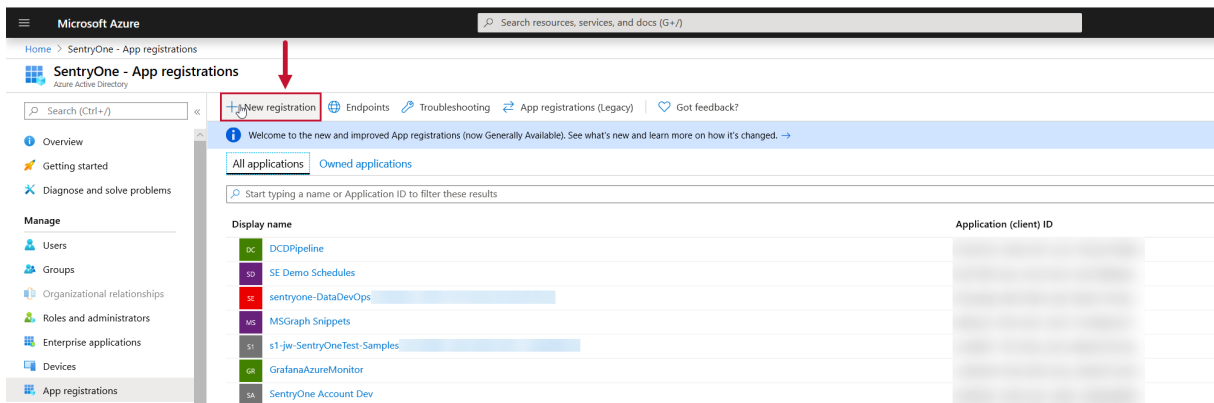 Microsoft Azure
Search resources, services, and docs (G+/)
Home > SentryOne - App registrations
SentryOne - App registrations
Azure Active Directory
Search (Ctrl+/)
«
New registration
Endpoints
Troubleshooting
App registrations (Legacy)
Got feedback?
Welcome to the new and improved App registrations (now Generally Available). See what's new and learn more on how it's changed. →
Overview
Getting started
Diagnose and solve problems
Manage
Users
Groups
Organizational relationships
Roles and administrators
Enterprise applications
Devices
App registrations
All applications
Owned applications
Start typing a name or Application ID to filter these results
Display name
Application (client) ID
DC DCDPipeline
SD SE Demo Schedules
SE sentryone-DataDevOps
MS MSGraph Snippets
S1 s1-jw-SentryOneTest-Samples
GR GrafanaAzureMonitor
SA SentryOne Account Dev